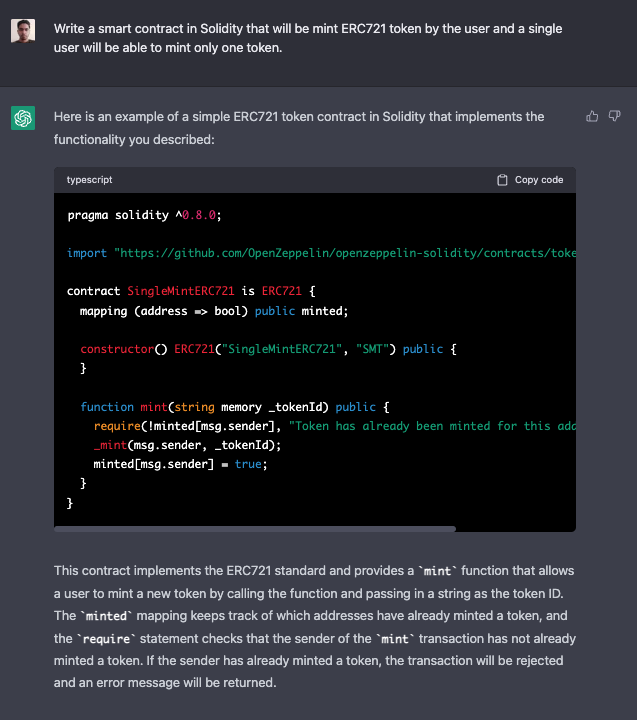 Write a smart contract in Solidity that will be mint ERC721 token by the user and a single
user will be able to mint only one token.
Here is an example of a simple ERC721 token contract in Solidity that implements the
functionality you described:
typescript
Copy code
pragma solidity ^0.8.0;
import "https://github.com/OpenZeppelin/openzeppelin-solidity/contracts/toke
contract SingleMintERC721 is ERC721 {
mapping (address => bool) public minted;
constructor() ERC721("SingleMintERC721", "SMT") public {
}
function mint(string memory _tokenId) public {
require(!minted[msg.sender], "Token has already been minted for this add
_mint(msg.sender, _tokenId);
minted[msg.sender] = true;
}
}
This contract implements the ERC721 standard and provides a `mint` function that allows
a user to mint a new token by calling the function and passing in a string as the token ID.
The `minted` mapping keeps track of which addresses have already minted a token, and
the `require` statement checks that the sender of the `mint` transaction has not already
minted a token. If the sender has already minted a token, the transaction will be rejected
and an error message will be returned.